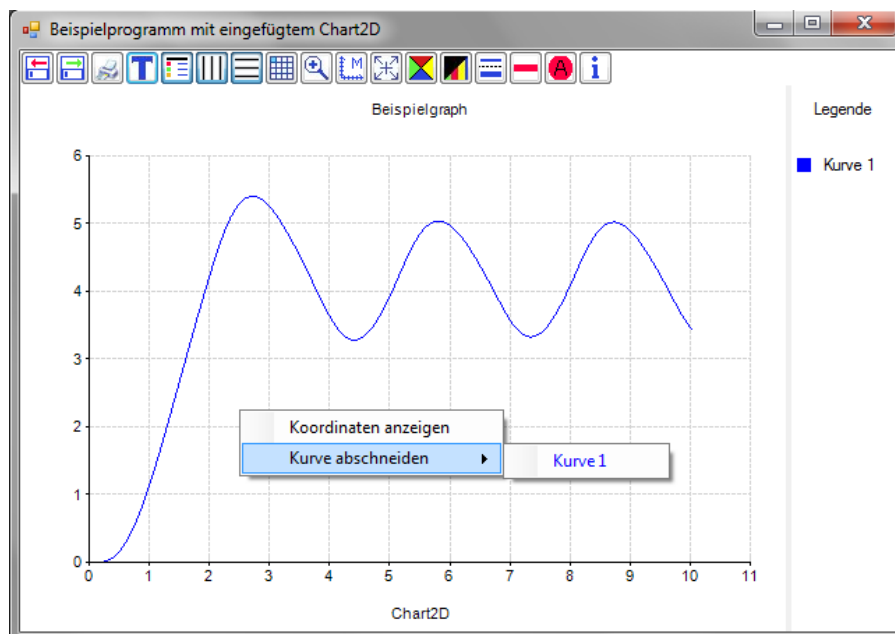 Beispielprogramm mit eingefügtem Chart2D
T M A i
Beispielgraph
Legende
Kurve 1
6
5
4
3
2
1
0
Koordinaten anzeigen
Kurve abschneiden
Kurve 1
0 1 2 3 4 5 6 7 8 9 10 11
Chart2D